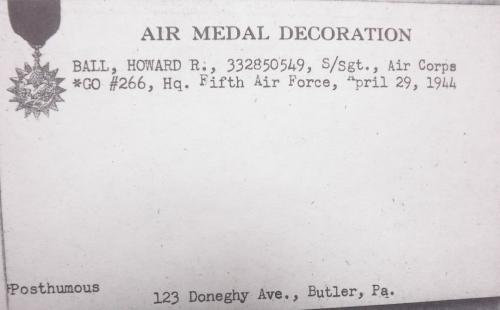 AIR MEDAL DECORATION
BALL, HOWARD R., 332850549, S/Sgt., Air Corps
*GO #266, Hq. Fifth Air Force, April 29, 1944
*Posthumous
123 Doneghy Ave., Butler, Pa.